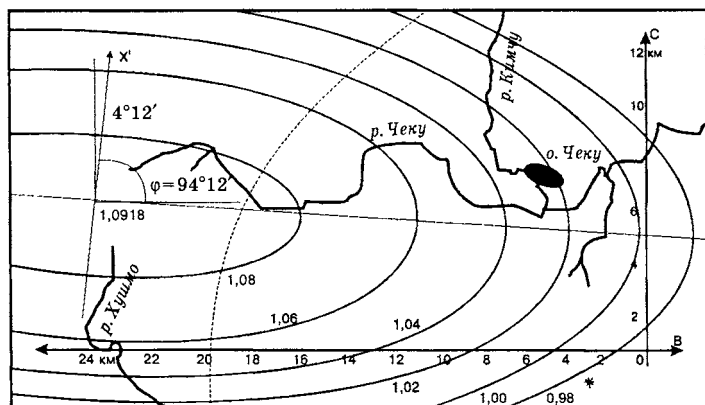 С
12 км
X'
р. Кимчу
4°12′
10
р. Чеку
о. Чеку
φ=94°12′
1,0918
6
р. Хушмо
1,08
4
1,06
1,04
2
В
24 км 22 20 18 16 14 12 10 8 6 4 2 0
1,02
1,00
0,98
*